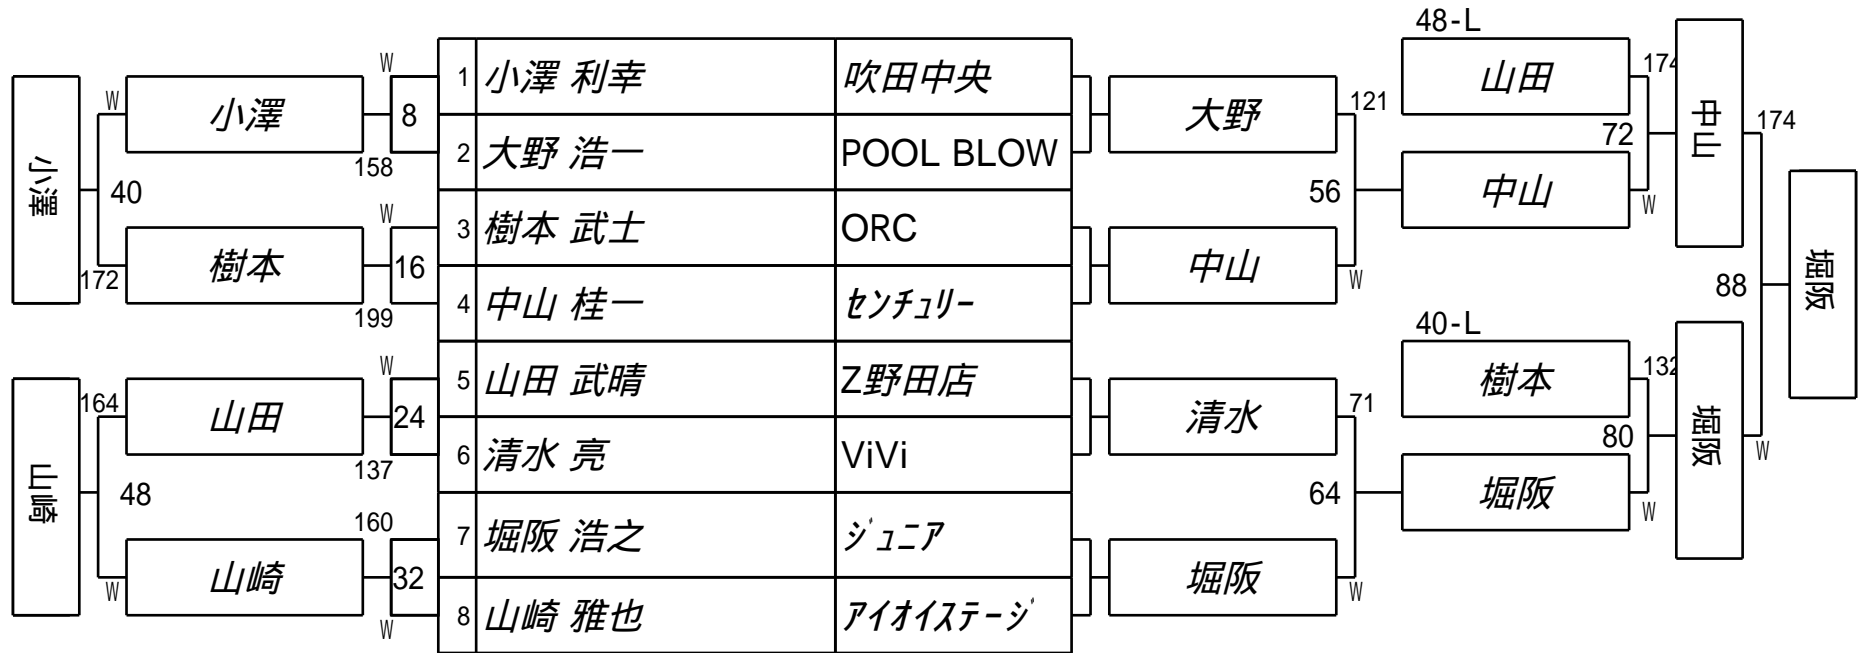 48-L
W
1 小澤 利幸 吹田中央
山田
174
W
小澤
8
大野
121
中山
174
158
2 大野 浩一 POOL BLOW
72
小澤
40
56
中山
W
W
3 樹本 武士 ORC
172
樹本
16
中山
W
88
堀阪
199
4 中山 桂一 センチュリー
40-L
W
5 山田 武晴 Z野田店
樹本
132
164
山田
24
清水
71
堀阪
W
137
6 清水 亮 ViVi
80
山崎
48
64
堀阪
W
160
7 堀阪 浩之 ジュニア
W
山崎
32
堀阪
W
W
8 山崎 雅也 アイオイステージ